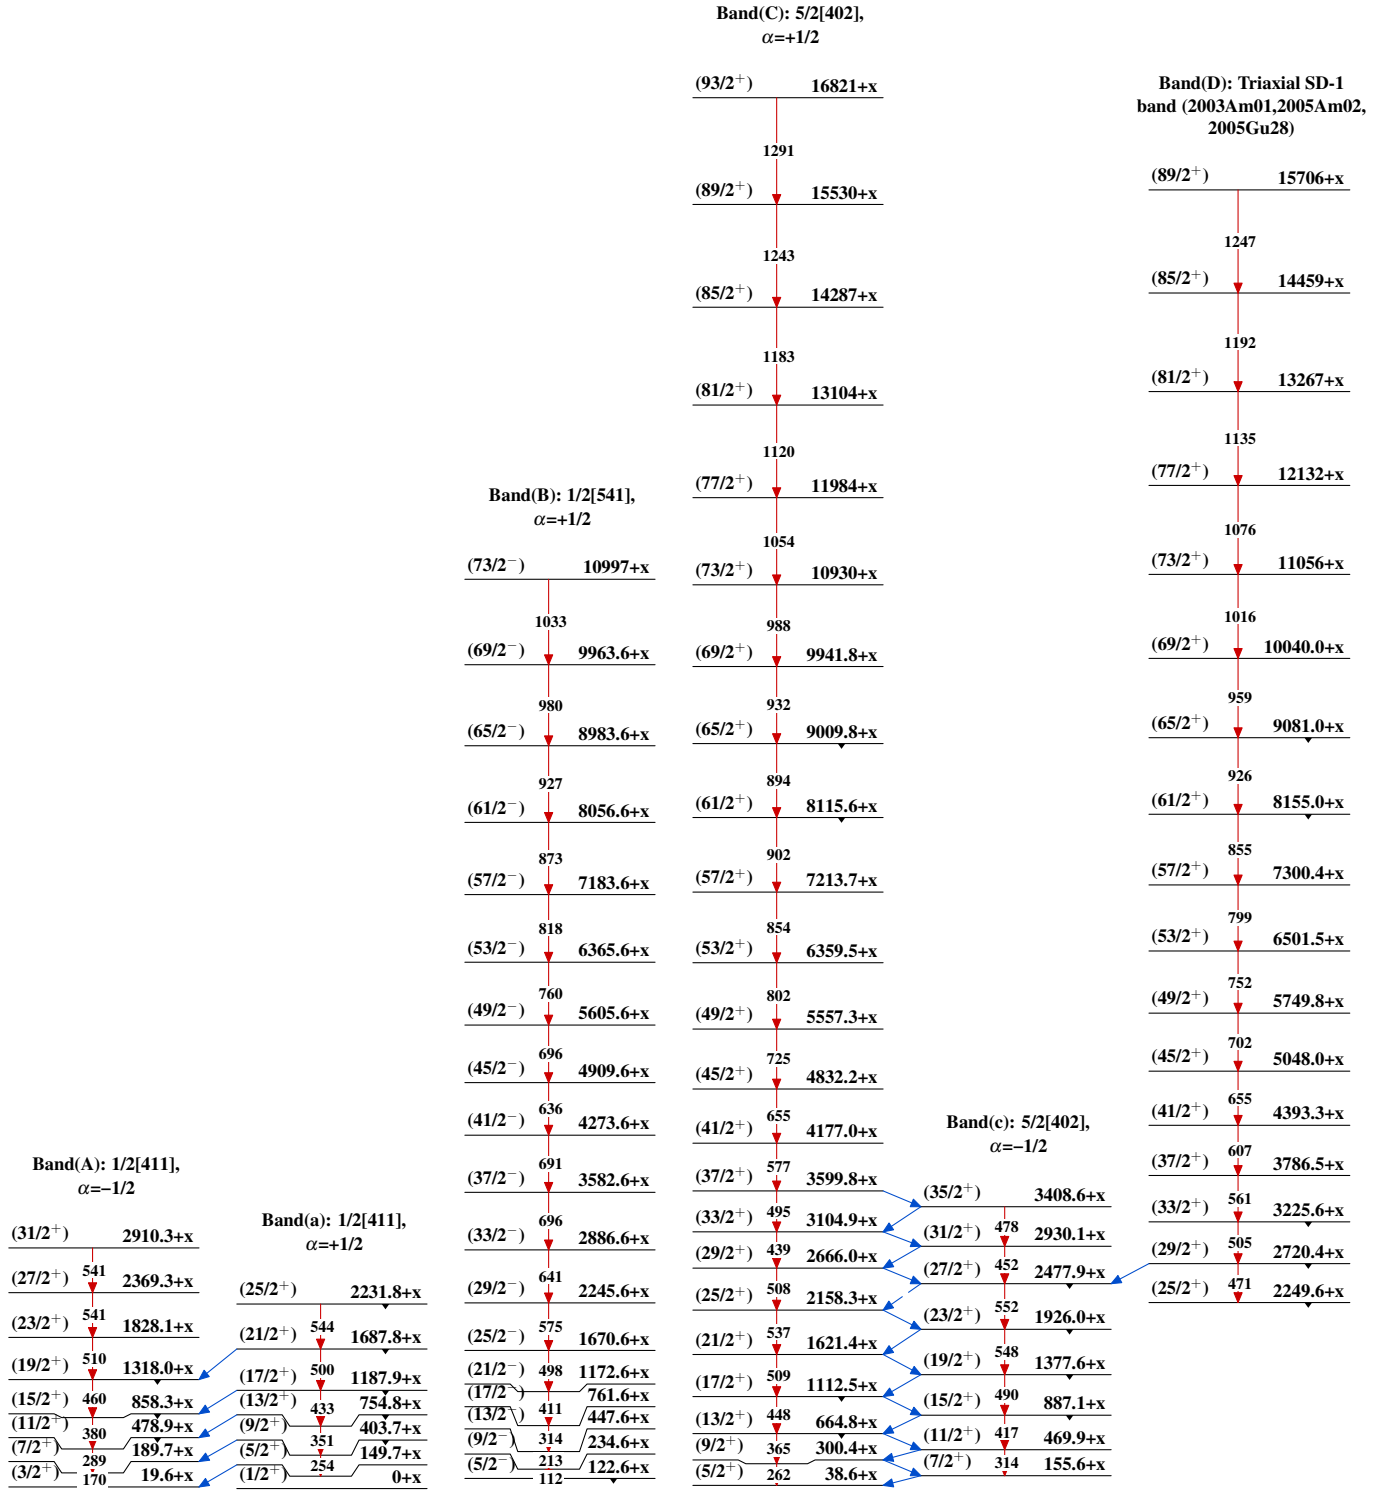 Band(A): 1/2[411],
α=−1/2
(31/2+) 2910.3+x
541
(27/2+) 2369.3+x
541
(23/2+) 1828.1+x
510
(19/2+) 1318.0+x
460
(15/2+) 858.3+x
380
(11/2+) 478.9+x
289
(7/2+) 189.7+x
170
(3/2+) 19.6+x
Band(a): 1/2[411],
α=+1/2
(25/2+) 2231.8+x
544
(21/2+) 1687.8+x
500
(17/2+) 1187.9+x
433
(13/2+) 754.8+x
351
(9/2+) 403.7+x
254
(5/2+) 149.7+x
(1/2+) 0+x
Band(B): 1/2[541],
α=+1/2
(73/2−) 10997+x
1033
(69/2−) 9963.6+x
980
(65/2−) 8983.6+x
927
(61/2−) 8056.6+x
873
(57/2−) 7183.6+x
818
(53/2−) 6365.6+x
760
(49/2−) 5605.6+x
696
(45/2−) 4909.6+x
636
(41/2−) 4273.6+x
691
(37/2−) 3582.6+x
696
(33/2−) 2886.6+x
641
(29/2−) 2245.6+x
575
(25/2−) 1670.6+x
498
(21/2−) 1172.6+x
411
(17/2−) 761.6+x
314
(13/2−) 447.6+x
213
(9/2−) 234.6+x
112
(5/2−) 122.6+x
Band(C): 5/2[402],
α=+1/2
(93/2+) 16821+x
1291
(89/2+) 15530+x
1243
(85/2+) 14287+x
1183
(81/2+) 13104+x
1120
(77/2+) 11984+x
1054
(73/2+) 10930+x
988
(69/2+) 9941.8+x
932
(65/2+) 9009.8+x
894
(61/2+) 8115.6+x
902
(57/2+) 7213.7+x
854
(53/2+) 6359.5+x
802
(49/2+) 5557.3+x
725
(45/2+) 4832.2+x
655
(41/2+) 4177.0+x
577
(37/2+) 3599.8+x
495
(33/2+) 3104.9+x
439
(29/2+) 2666.0+x
508
(25/2+) 2158.3+x
537
(21/2+) 1621.4+x
509
(17/2+) 1112.5+x
448
(13/2+) 664.8+x
365
(9/2+) 300.4+x
262
(5/2+) 38.6+x
Band(c): 5/2[402],
α=−1/2
(35/2+) 3408.6+x
478
(31/2+) 2930.1+x
452
(27/2+) 2477.9+x
552
(23/2+) 1926.0+x
548
(19/2+) 1377.6+x
490
(15/2+) 887.1+x
417
(11/2+) 469.9+x
314
(7/2+) 155.6+x
Band(D): Triaxial SD-1
band (2003Am01,2005Am02,
2005Gu28)
(89/2+) 15706+x
1247
(85/2+) 14459+x
1192
(81/2+) 13267+x
1135
(77/2+) 12132+x
1076
(73/2+) 11056+x
1016
(69/2+) 10040.0+x
959
(65/2+) 9081.0+x
926
(61/2+) 8155.0+x
855
(57/2+) 7300.4+x
799
(53/2+) 6501.5+x
752
(49/2+) 5749.8+x
702
(45/2+) 5048.0+x
655
(41/2+) 4393.3+x
607
(37/2+) 3786.5+x
561
(33/2+) 3225.6+x
505
(29/2+) 2720.4+x
471
(25/2+) 2249.6+x